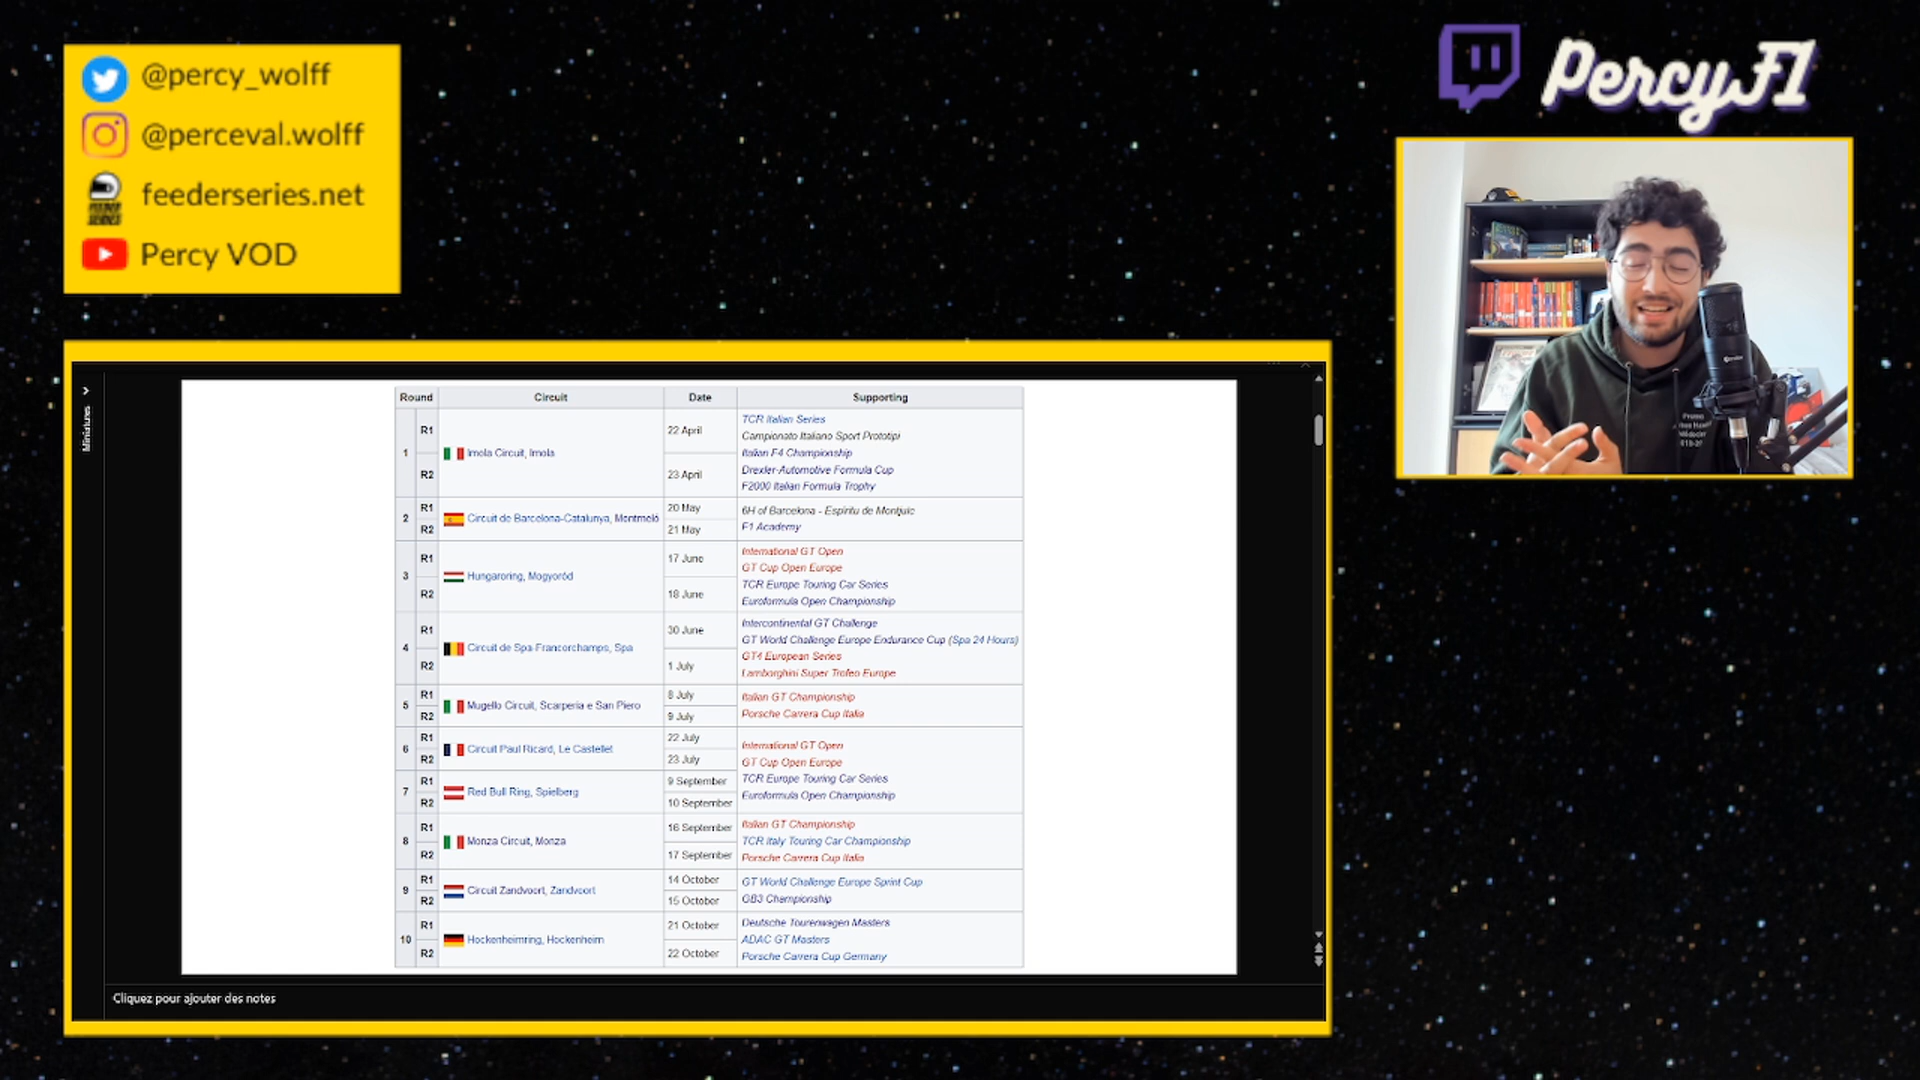 @percy_wolff
@perceval.wolff
feederseries.net
Percy VOD
PercyF1
Miniatures
Round Circuit Date Supporting
1 Imola Circuit, Imola
R1 22 April
R2 23 April
TCR Italian Series
Campionato Italiano Sport Prototipi
Italian F4 Championship
Drexler-Automotive Formula Cup
F2000 Italian Formula Trophy
2 Circuit de Barcelona-Catalunya, Montmeló
R1 20 May
R2 21 May
6H of Barcelona - Espíritu de Montjuïc
F1 Academy
3 Hungaroring, Mogyoród
R1 17 June
R2 18 June
International GT Open
GT Cup Open Europe
TCR Europe Touring Car Series
Euroformula Open Championship
4 Circuit de Spa-Francorchamps, Spa
R1 30 June
R2 1 July
Intercontinental GT Challenge
GT World Challenge Europe Endurance Cup (Spa 24 Hours)
GT4 European Series
Lamborghini Super Trofeo Europe
5 Mugello Circuit, Scarperia e San Piero
R1 8 July
R2 9 July
Italian GT Championship
Porsche Carrera Cup Italia
6 Circuit Paul Ricard, Le Castellet
R1 22 July
R2 23 July
7 Red Bull Ring, Spielberg
R1 9 September
R2 10 September
International GT Open
GT Cup Open Europe
TCR Europe Touring Car Series
Euroformula Open Championship
8 Monza Circuit, Monza
R1 16 September
R2 17 September
Italian GT Championship
TCR Italy Touring Car Championship
Porsche Carrera Cup Italia
9 Circuit Zandvoort, Zandvoort
R1 14 October
R2 15 October
GT World Challenge Europe Sprint Cup
GB3 Championship
10 Hockenheimring, Hockenheim
R1 21 October
R2 22 October
Deutsche Tourenwagen Masters
ADAC GT Masters
Porsche Carrera Cup Germany
Cliquez pour ajouter des notes